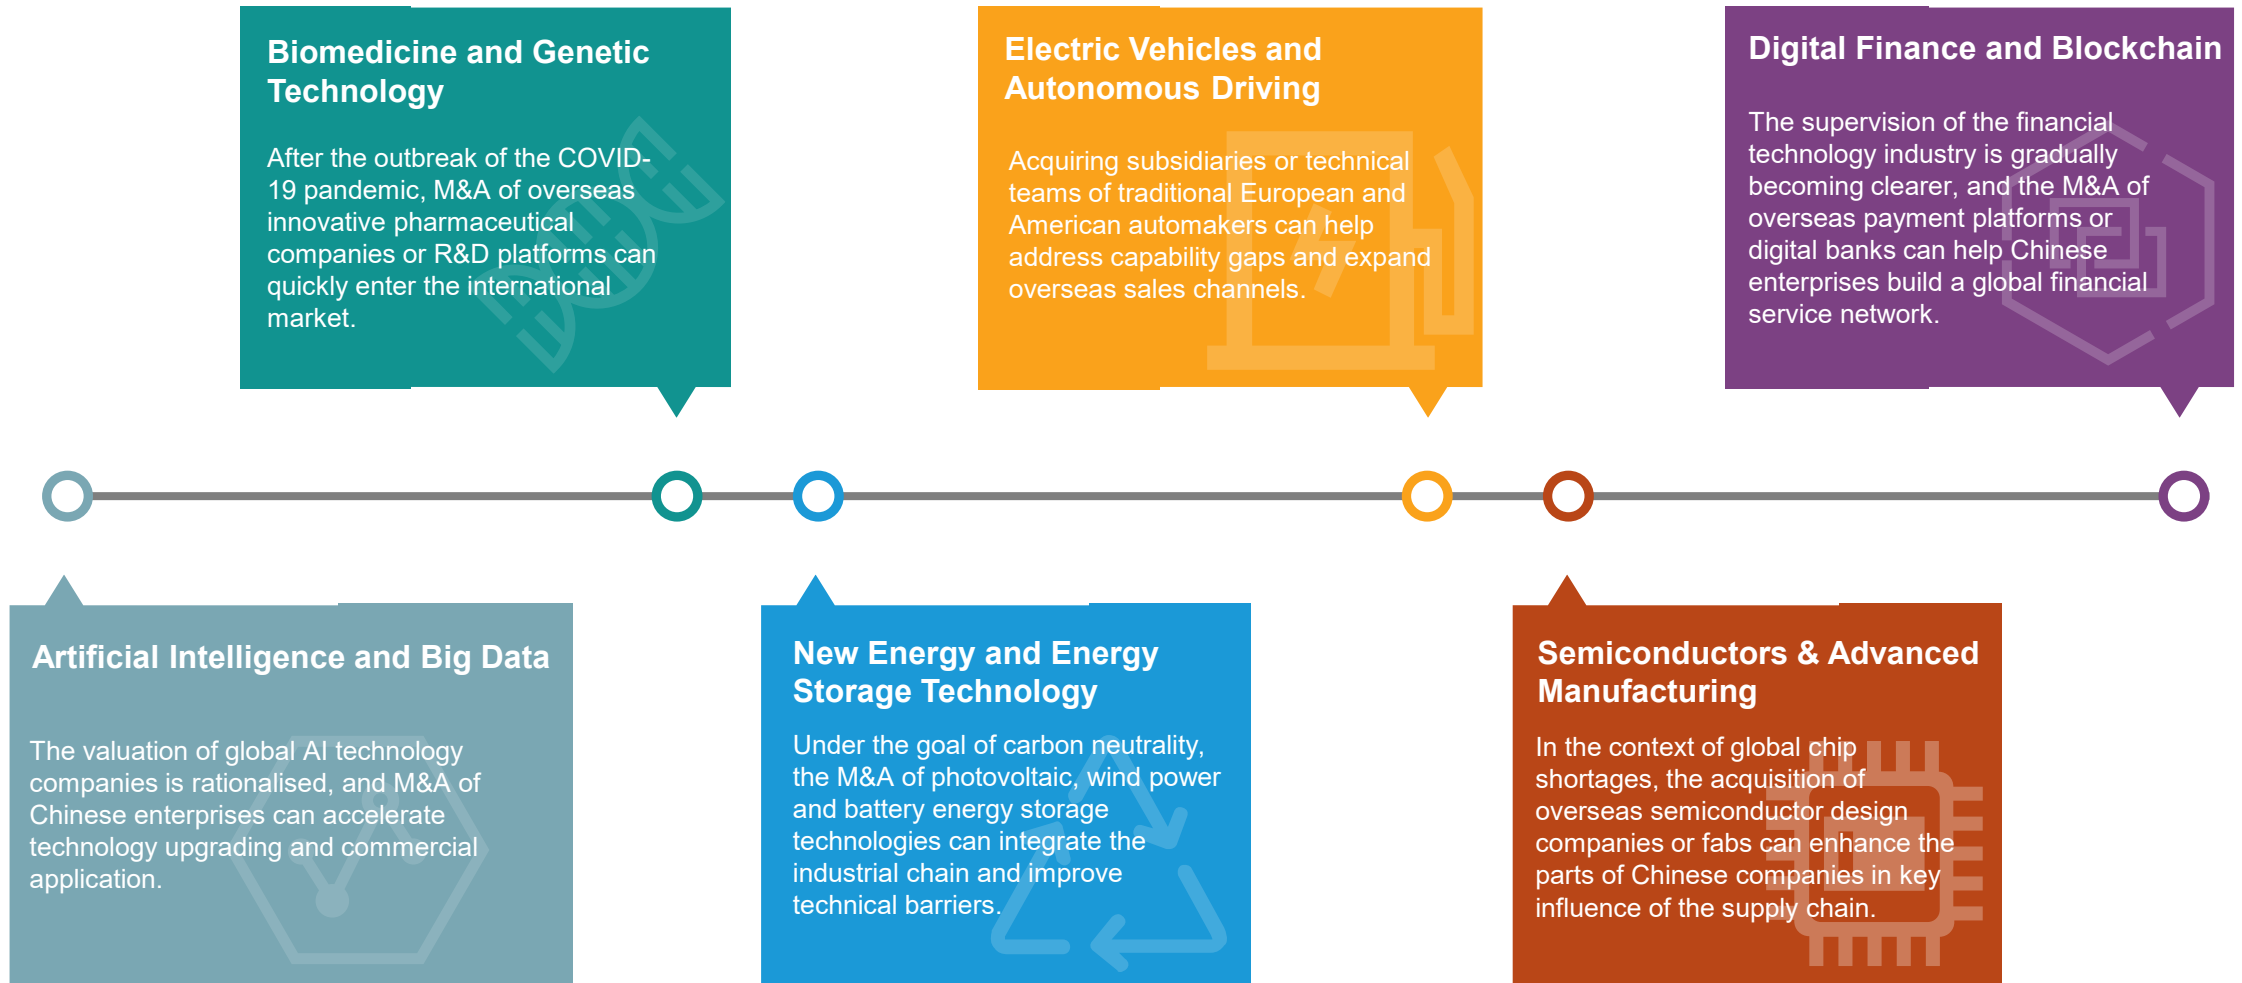 Biomedicine and Genetic
Technology
After the outbreak of the COVID-
19 pandemic, M&A of overseas
innovative pharmaceutical
companies or R&D platforms can
quickly enter the international
market.
Electric Vehicles and
Autonomous Driving
Acquiring subsidiaries or technical
teams of traditional European and
American automakers can help
address capability gaps and expand
overseas sales channels.
Digital Finance and Blockchain
The supervision of the financial
technology industry is gradually
becoming clearer, and the M&A of
overseas payment platforms or
digital banks can help Chinese
enterprises build a global financial
service network.
Artificial Intelligence and Big Data
The valuation of global AI technology
companies is rationalised, and M&A of
Chinese enterprises can accelerate
technology upgrading and commercial
application.
New Energy and Energy
Storage Technology
Under the goal of carbon neutrality,
the M&A of photovoltaic, wind power
and battery energy storage
technologies can integrate the
industrial chain and improve
technical barriers.
Semiconductors & Advanced
Manufacturing
In the context of global chip
shortages, the acquisition of
overseas semiconductor design
companies or fabs can enhance the
parts of Chinese companies in key
influence of the supply chain.